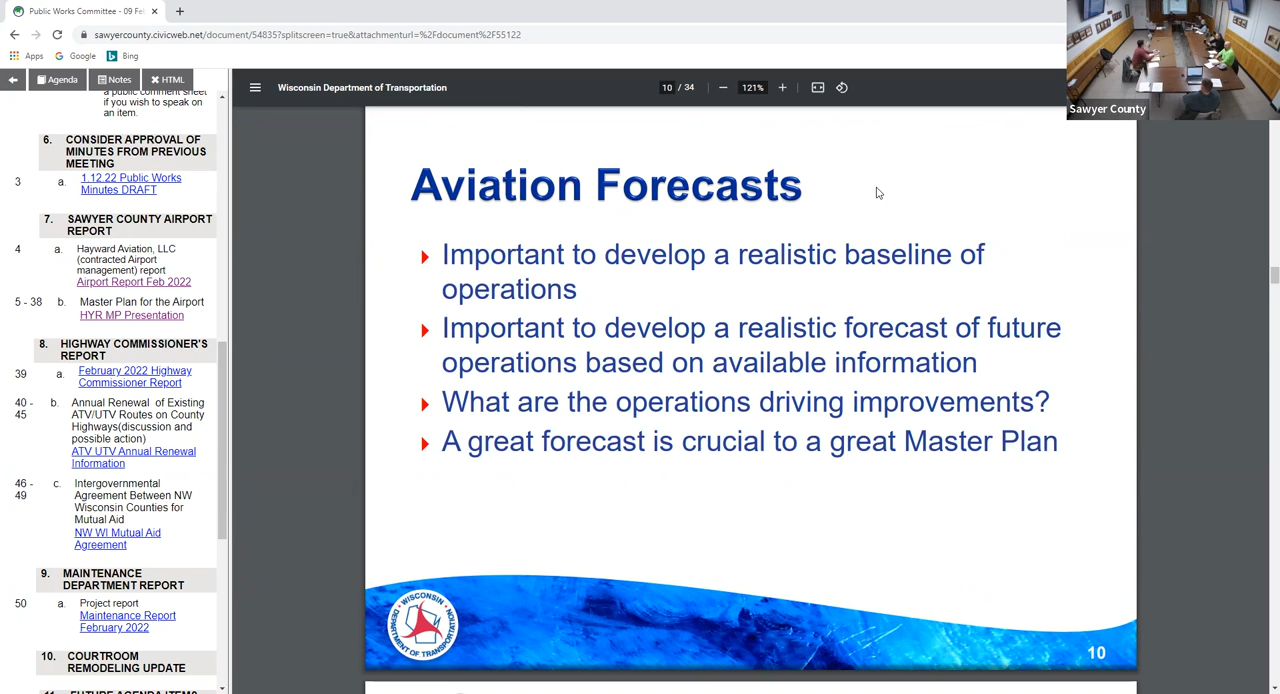 Public Works Committee - 09 Fe
sawyercounty.civicweb.net/document/54835?splitscreen=true&attachmenturl=%2Fdocument%2F55122
Apps
Google
Bing
Sawyer County
Agenda
Notes
HTML
a public comment sheet
if you wish to speak on
an item.
6. CONSIDER APPROVAL OF
MINUTES FROM PREVIOUS
MEETING
3 a. 1.12.22 Public Works
Minutes DRAFT
7. SAWYER COUNTY AIRPORT
REPORT
4 a. Hayward Aviation, LLC
(contracted Airport
management) report
Airport Report Feb 2022
5 - 38 b. Master Plan for the Airport
HYR MP Presentation
8. HIGHWAY COMMISSIONER'S
REPORT
39 a. February 2022 Highway
Commissioner Report
40 - b. Annual Renewal of Existing
45 ATV/UTV Routes on County
Highways(discussion and
possible action)
ATV UTV Annual Renewal
Information
46 - c. Intergovernmental
49 Agreement Between NW
Wisconsin Counties for
Mutual Aid
NW WI Mutual Aid
Agreement
9. MAINTENANCE
DEPARTMENT REPORT
50 a. Project report
Maintenance Report
February 2022
10. COURTROOM
REMODELING UPDATE
11. FUTURE AGENDA ITEMS
Wisconsin Department of Transportation
10 / 34
121%
Aviation Forecasts
Important to develop a realistic baseline of
operations
Important to develop a realistic forecast of future
operations based on available information
What are the operations driving improvements?
A great forecast is crucial to a great Master Plan
WISCONSIN
DEPARTMENT OF TRANSPORTATION
10